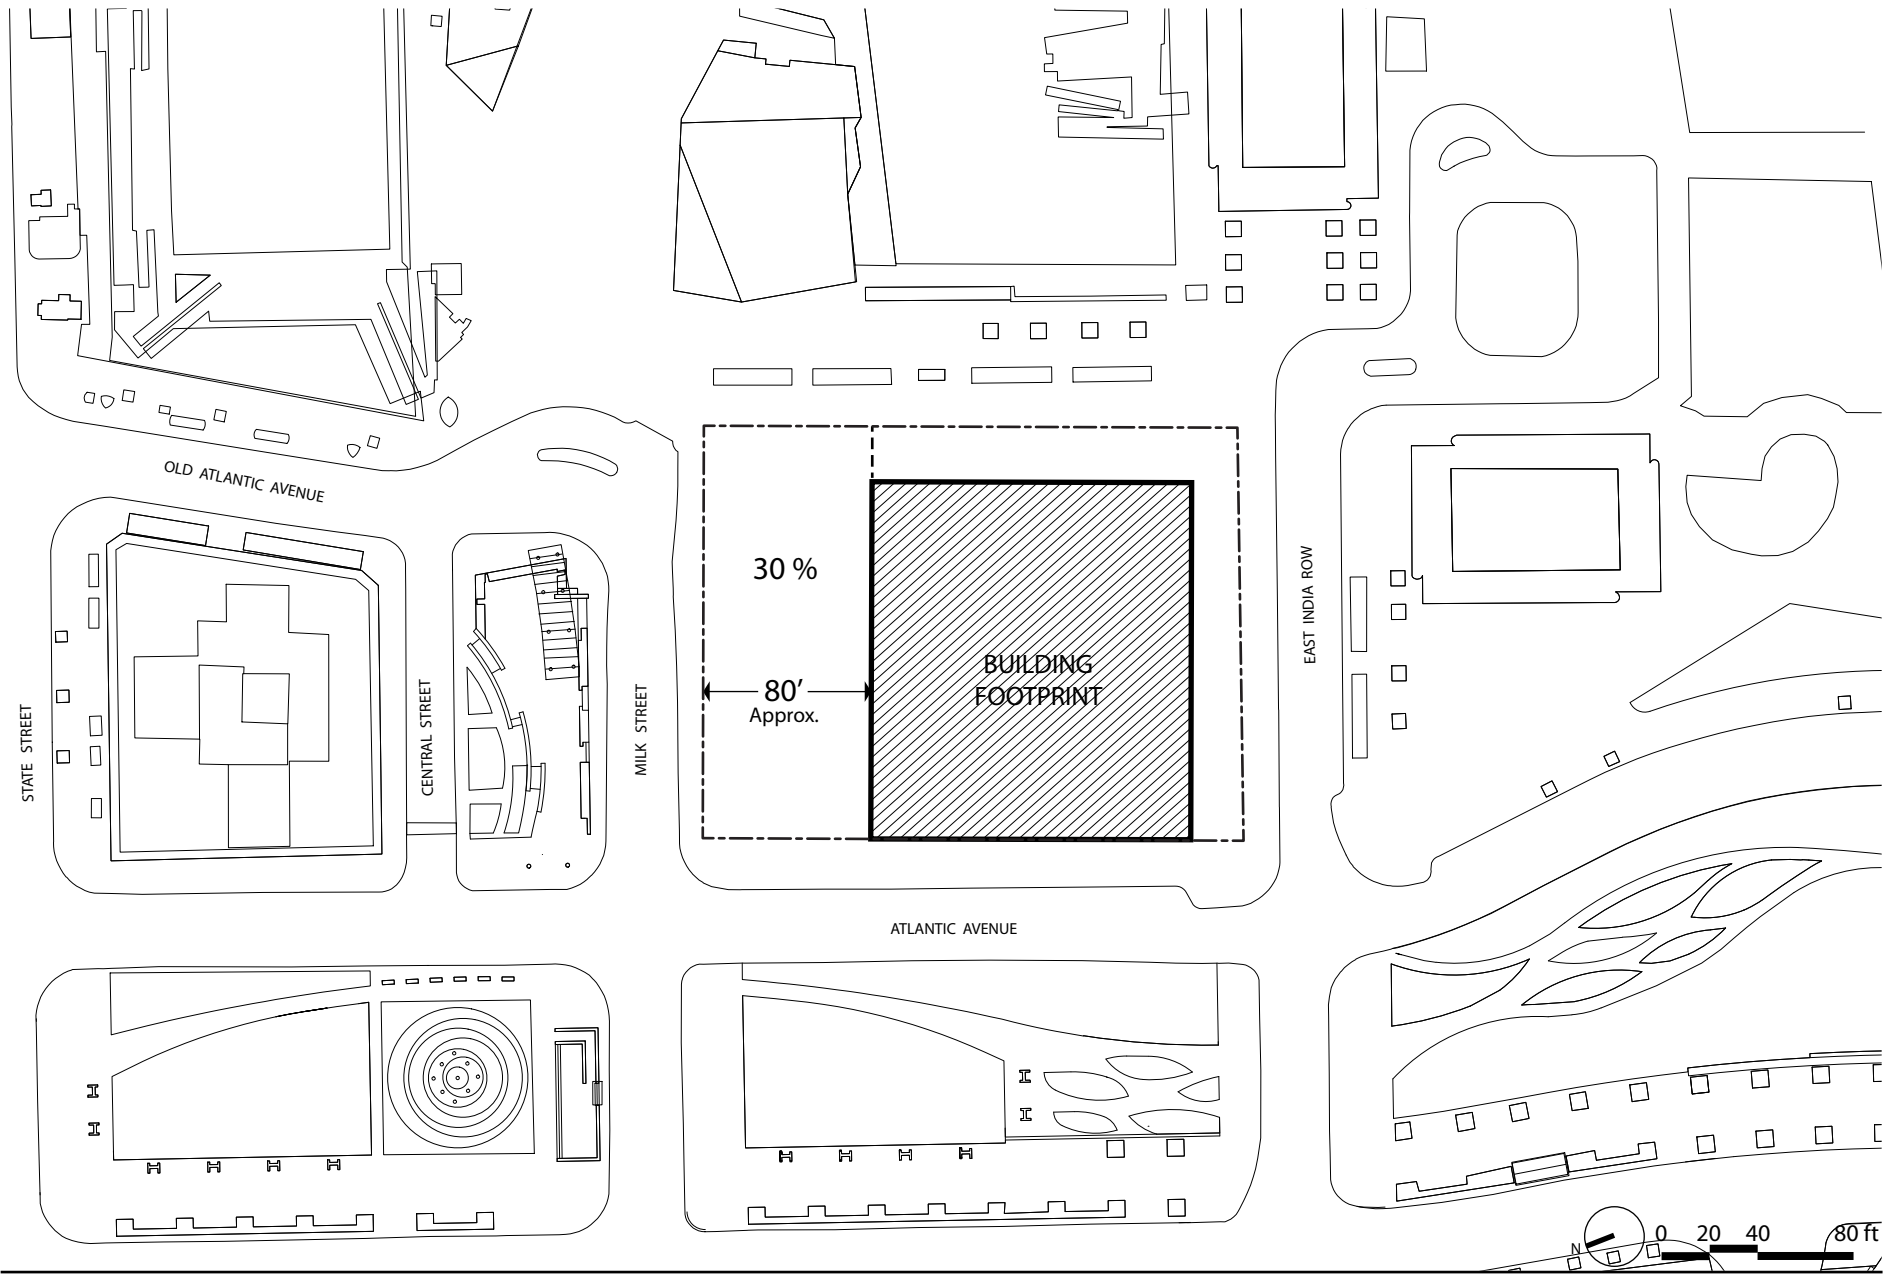 OLD ATLANTIC AVENUE
30 %
BUILDING
FOOTPRINT
80’
Approx.
STATE STREET
CENTRAL STREET
MILK STREET
EAST INDIA ROW
ATLANTIC AVENUE
N
0 20 40 80 ft